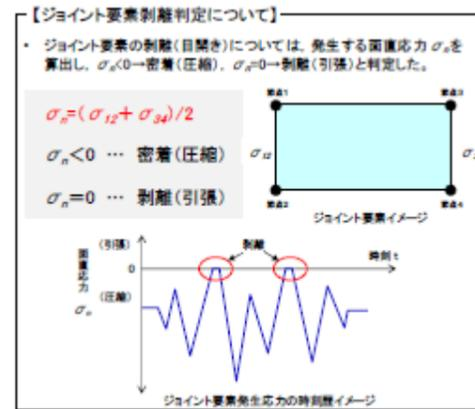 【ジョイント要素剥離判定について】
・ ジョイント要素の剥離(目開き)については、発生する面直応力σnを
算出し、σn<0→密着(圧縮)、σn=0→剥離(引張)と判定した。
σn=(σ12+σ34)/2
σn<0 … 密着(圧縮)
σn=0 … 剥離(引張)
節点1 節点3
σ12
節点2 節点4
ジョイント要素イメージ
(引張) 剥離 時刻 t
0
面直応力
(圧縮)
σn
ジョイント要素発生応力の時刻歴イメージ